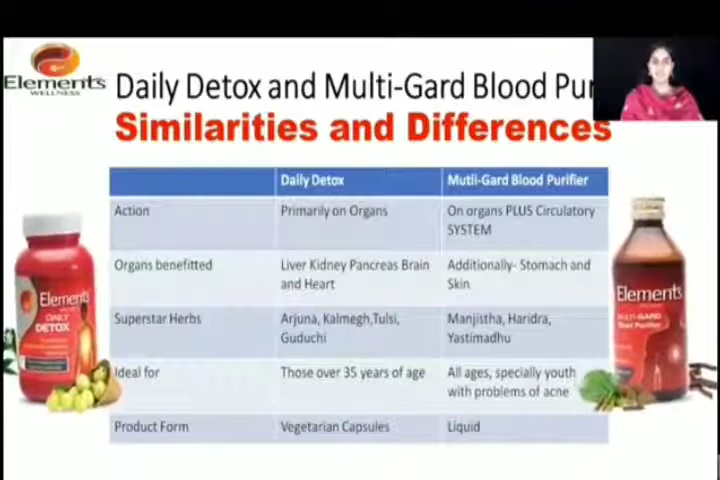 Elements
WELLNESS
Daily Detox and Multi-Gard Blood Pu
Similarities and Differences
Daily Detox
Mutli-Gard Blood Purifier
Action
Primarily on Organs
On organs PLUS Circulatory
SYSTEM
Organs benefitted
Liver Kidney Pancreas Brain
and Heart
Additionally- Stomach and
Skin
Superstar Herbs
Arjuna, Kalmegh,Tulsi,
Guduchi
Manjistha, Haridra,
Yastimadhu
Ideal for
Those over 35 years of age
All ages, specially youth
with problems of acne
Product Form
Vegetarian Capsules
Liquid
Elements
DAILY
DETOX
Elements
MULTI-GARD
Blood Purifier